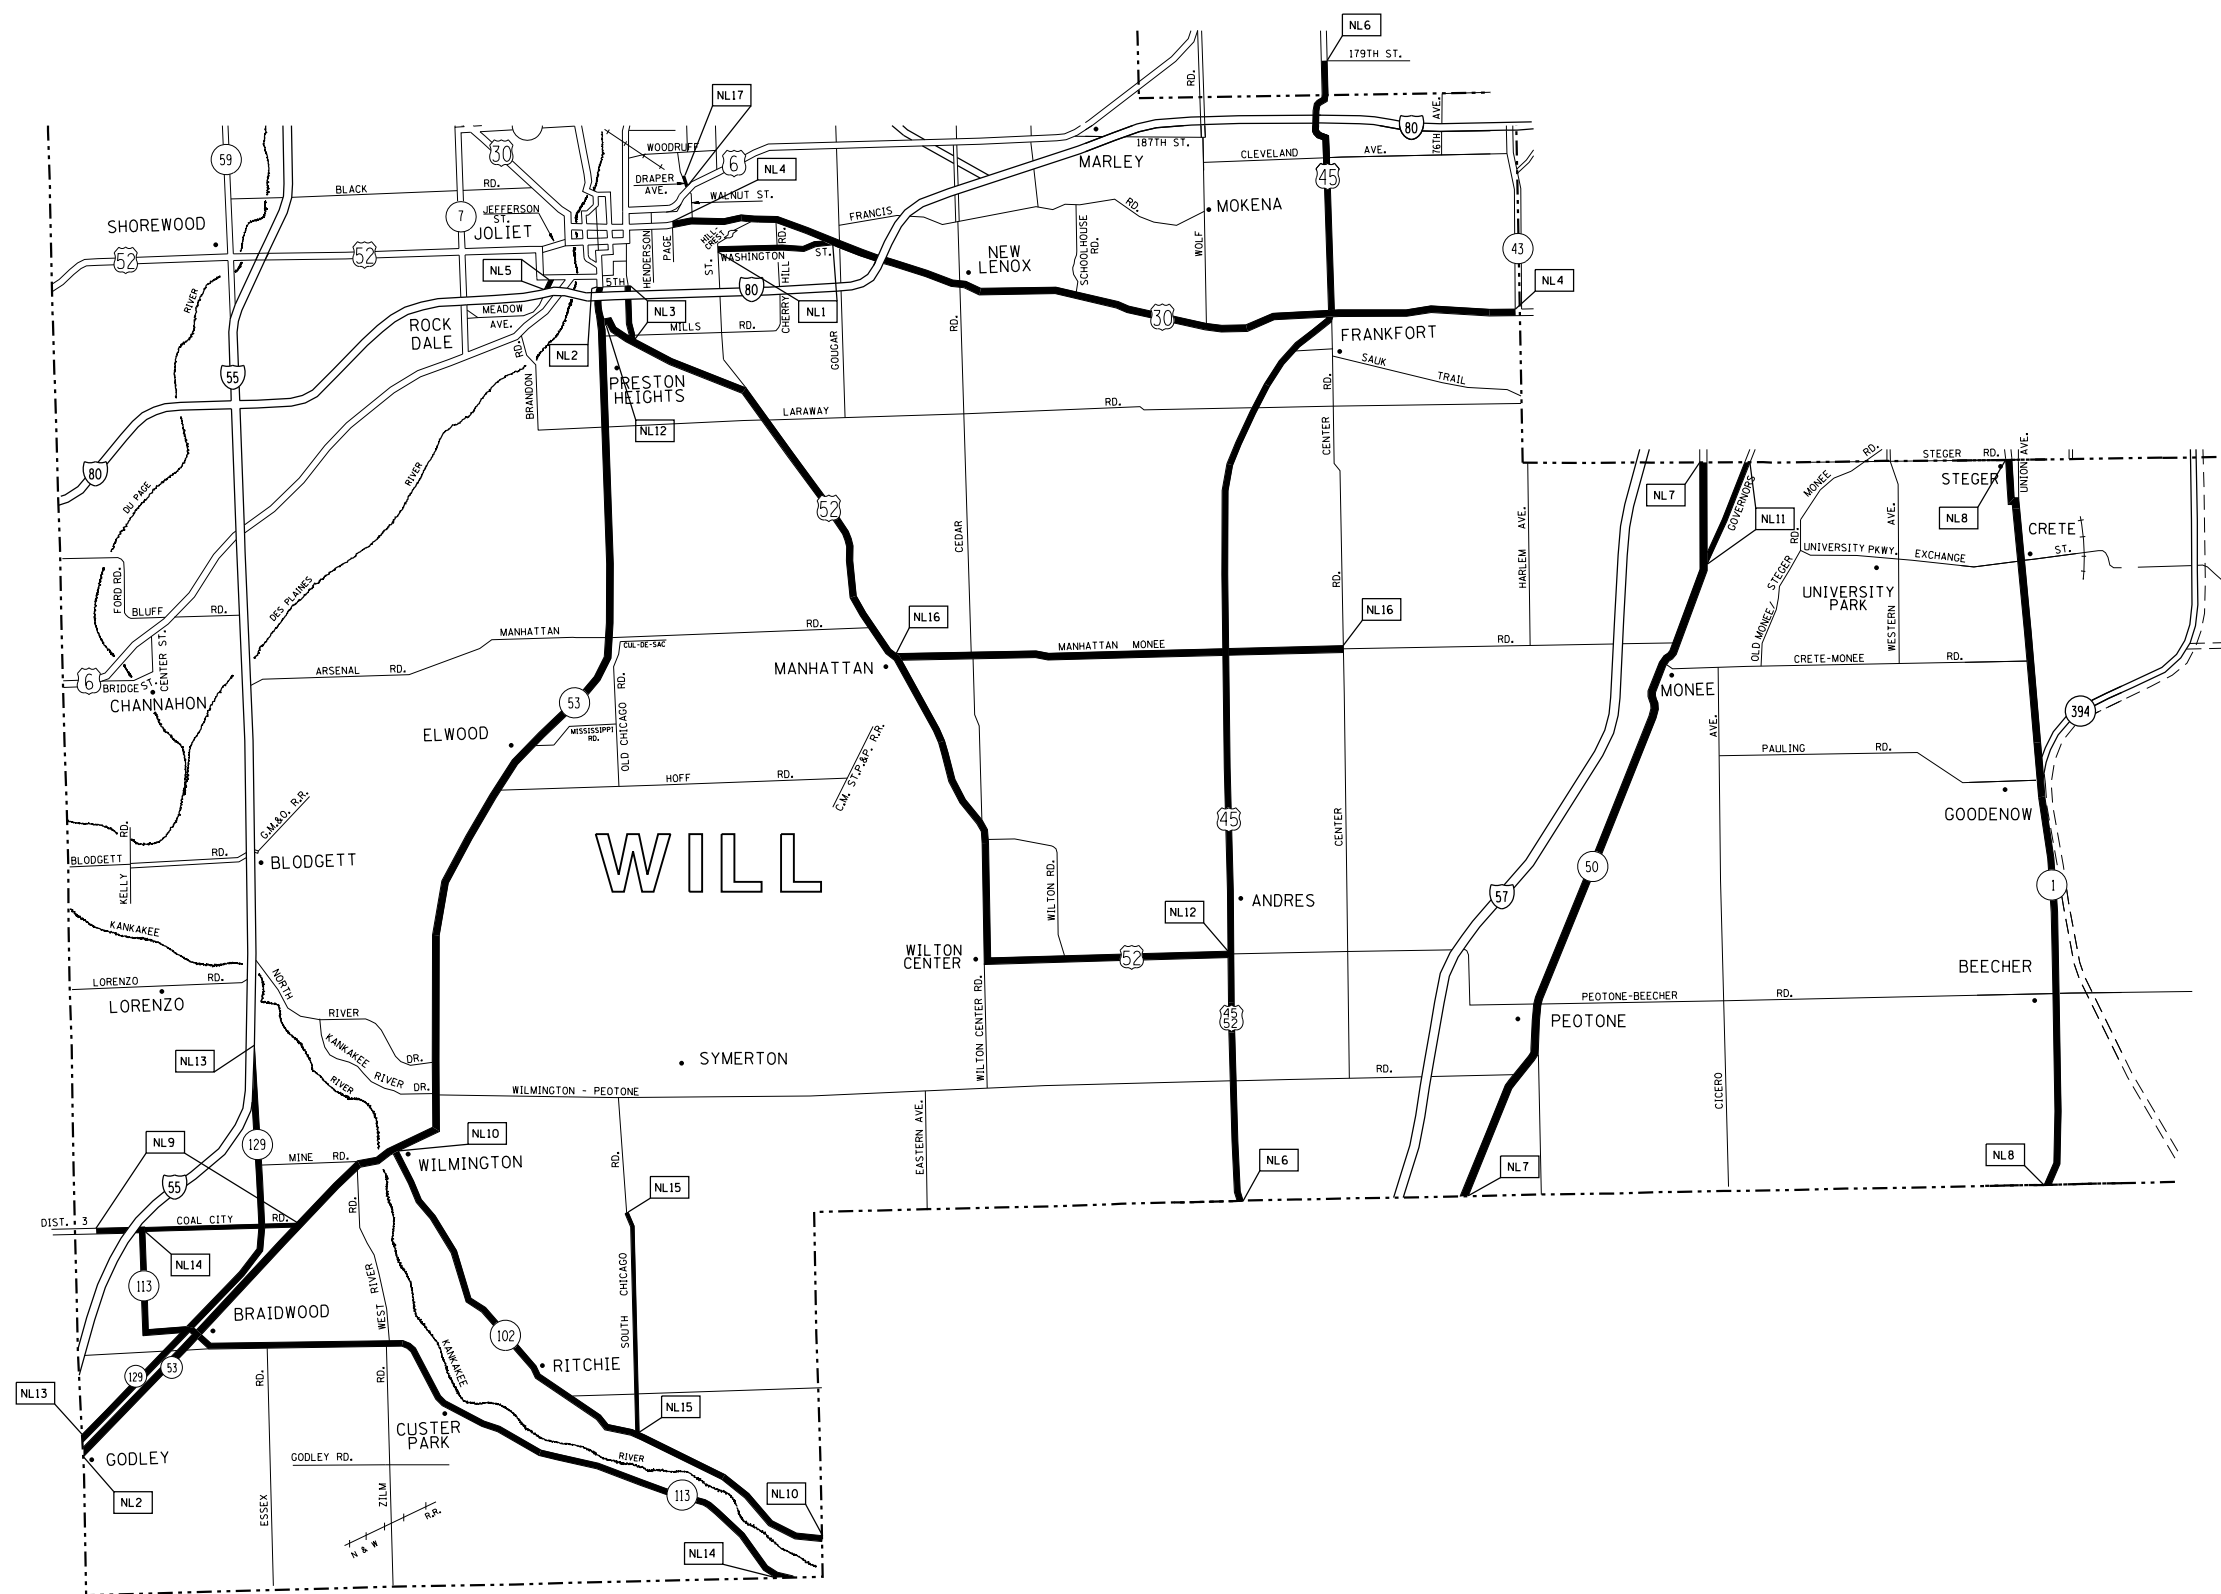 NL6
179TH ST.
NL17
RD.
76TH AVE.
80
59
30
WOODRUFF
6
187TH ST.
MARLEY
CLEVELAND AVE.
DRAPER
AVE.
NL4
45
BLACK RD.
WALNUT ST.
7
JEFFERSON
ST.
SHOREWOOD
JOLIET
FRANCIS RD.
MOKENA
HENDERSON
PAGE
HILL-
CREST
ST.
WASHINGTON ST.
CHERRY HILL RD.
SCHOOLHOUSE
RD.
WOLF
43
52
52
NEW
LENOX
NL5
5TH
80
NL4
NL3
NL1
MEADOW
AVE.
ROCK
DALE
MILLS RD.
GOUGAR
RD.
30
FRANKFORT
NL2
RD.
BRANDON
55
PRESTON
HEIGHTS
SAUK TRAIL
RD.
NL12
LARAWAY RD.
CENTER
80
RIVER
DU PAGE
RIVER
52
CEDAR
HARLEM AVE.
NL7
GOVERNORS
NL11
MONEE RD.
STEGER RD.
STEGER
UNION AVE.
NL8
CRETE
UNIVERSITY PKWY.
EXCHANGE ST.
OLD MONEE/ STEGER RD.
WESTERN AVE.
UNIVERSITY
PARK
FORD RD.
BLUFF RD.
DES PLAINES
CENTER ST.
MANHATTAN RD.
NL16
RD.
NL16
MANHATTAN MONEE RD.
CUL-DE-SAC
CRETE-MONEE RD.
ARSENAL RD.
MANHATTAN
6
BRIDGE ST.
CHANNAHON
MONEE
53
OLD CHICAGO RD.
MISSISSIPPI
RD.
ELWOOD
394
AVE.
PAULING RD.
C.M. ST.P.&P. R.R.
HOFF RD.
GOODENOW
G.M.&O. R.R.
45
CENTER
WILL
BLODGETT RD.
BLODGETT
KELLY RD.
WILTON RD.
50
57
1
ANDRES
NL12
KANKAKEE
WILTON
CENTER
52
BEECHER
LORENZO RD.
LORENZO
NORTH
RIVER
DR.
WILTON CENTER RD.
45
52
PEOTONE-BEECHER RD.
PEOTONE
NL13
KANKAKEE
RIVER DR.
RIVER
SYMERTON
WILMINGTON - PEOTONE RD.
CICERO
EASTERN AVE.
NL9
129
NL10
MINE RD.
WILMINGTON
55
RD.
RD.
NL15
NL6
NL7
NL8
DIST. 3
COAL CITY RD.
NL14
113
WEST RIVER
SOUTH CHICAGO
BRAIDWOOD
102
129
53
KANKAKEE
RITCHIE
RD.
RD.
NL13
NL15
CUSTER
PARK
GODLEY
GODLEY RD.
RIVER
NL2
ESSEX
ZILM
113
NL10
N & W R.R.
NL14